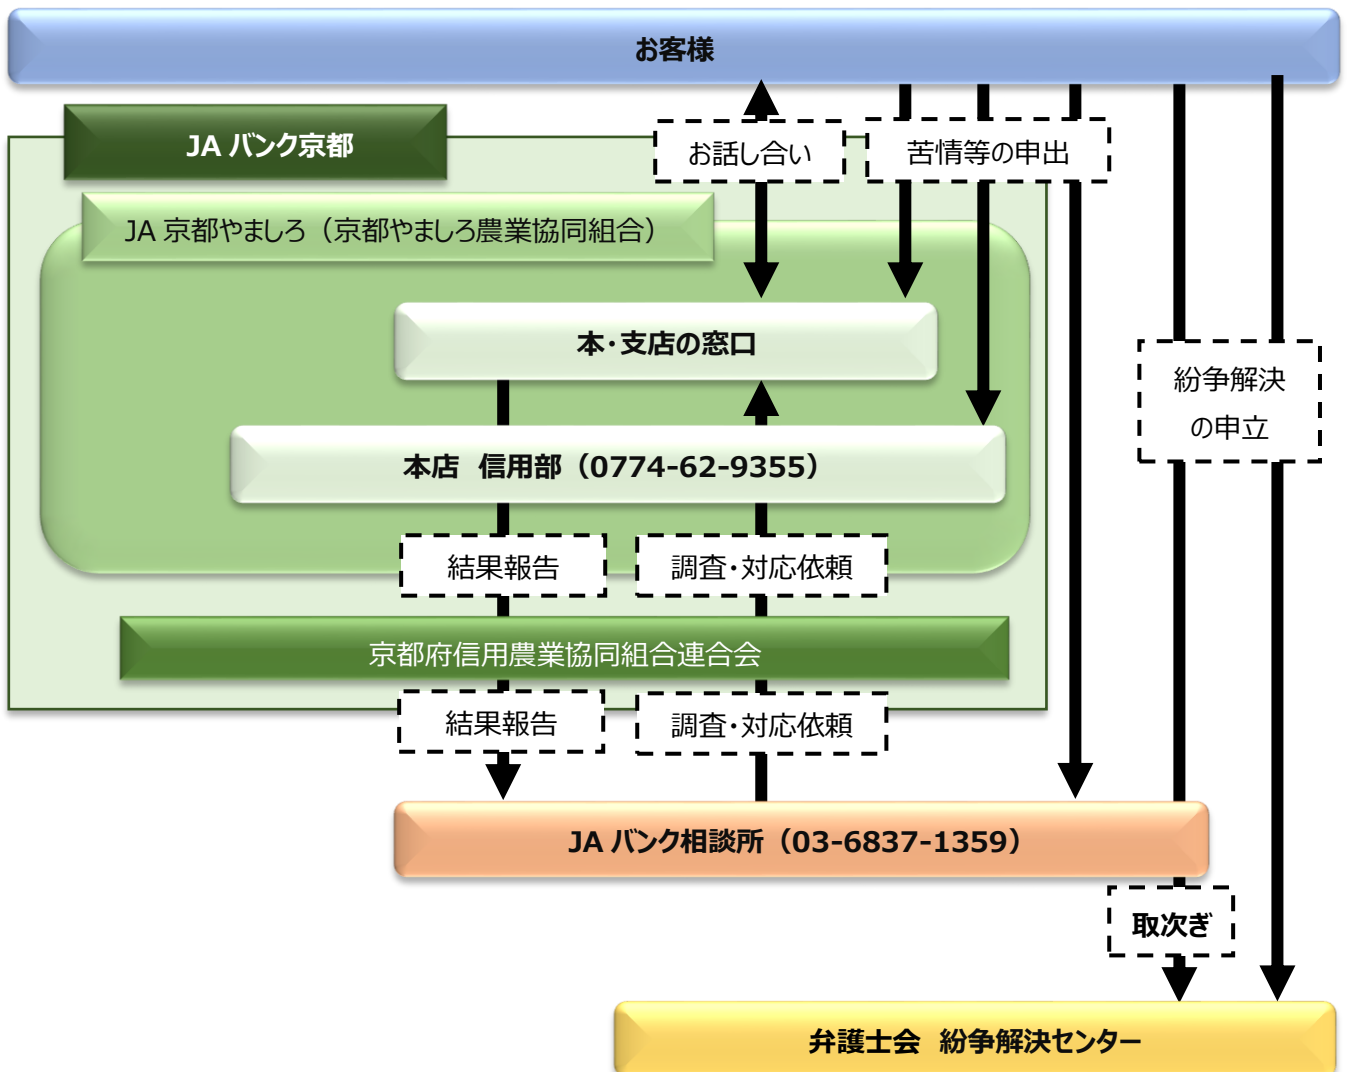 お客様
JA バンク京都
お話し合い
苦情等の申出
JA 京都やましろ（京都やましろ農業協同組合）
本・支店の窓口
紛争解決
の申立
本店 信用部（0774-62-9355）
結果報告
調査・対応依頼
京都府信用農業協同組合連合会
結果報告
調査・対応依頼
JA バンク相談所（03-6837-1359）
取次ぎ
弁護士会 紛争解決センター